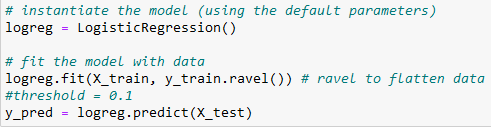 # instantiate the model (using the default parameters)
logreg = LogisticRegression()
# fit the model with data
logreg.fit(X_train, y_train.ravel()) # ravel to flatten data
#threshold = 0.1
y_pred = logreg.predict(X_test)